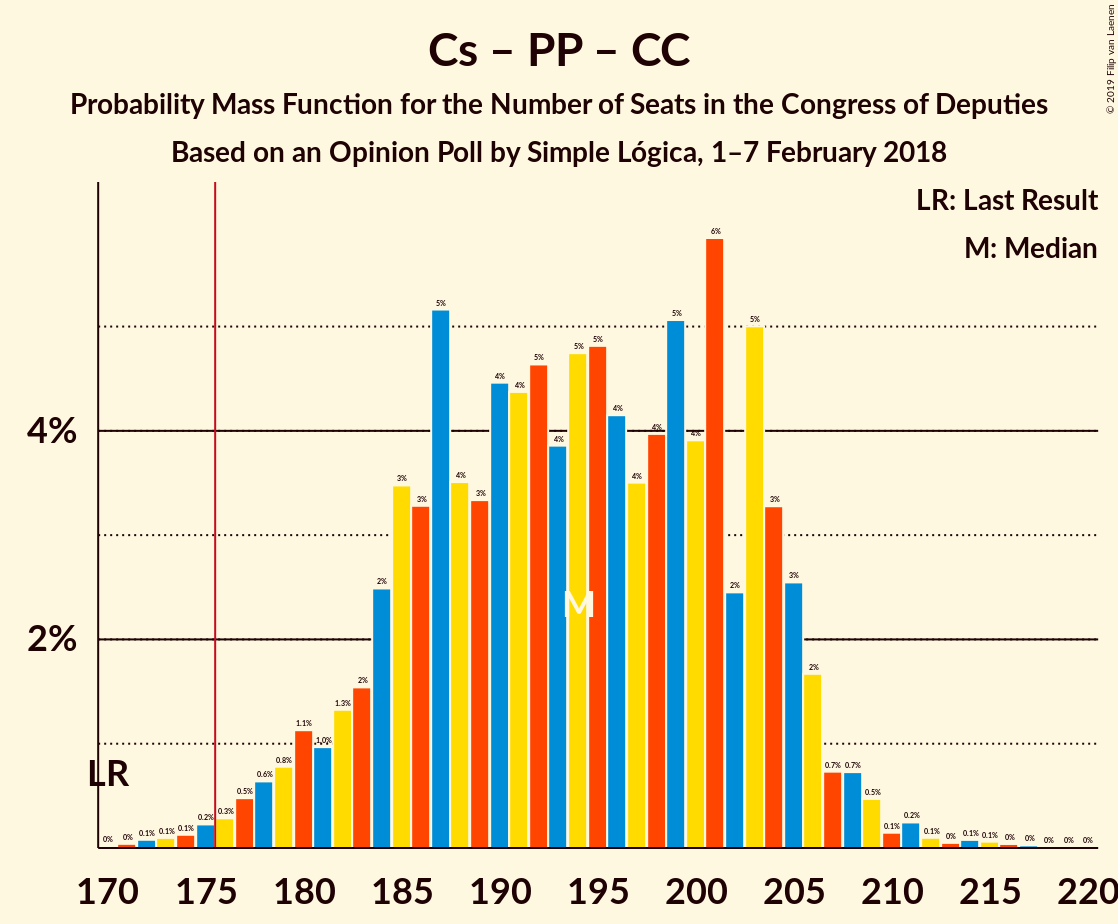 Cs – PP – CC
Probability Mass Function for the Number of Seats in the Congress of Deputies
Based on an Opinion Poll by Simple Lógica, 1–7 February 2018
© 2019 Filip van Laenen
LR: Last Result
M: Median
4%
2%
LR
M
0% 0% 0.1% 0.1% 0.1% 0.2% 0.3% 0.5% 0.6% 0.8% 1.1% 1.0% 1.3% 2% 2% 3% 3% 5% 4% 3% 4% 4% 5% 4% 5% 5% 4% 4% 4% 5% 4% 6% 2% 5% 3% 3% 2% 0.7% 0.7% 0.5% 0.1% 0.2% 0.1% 0% 0.1% 0.1% 0% 0% 0% 0% 0%
170 175 180 185 190 195 200 205 210 215 220